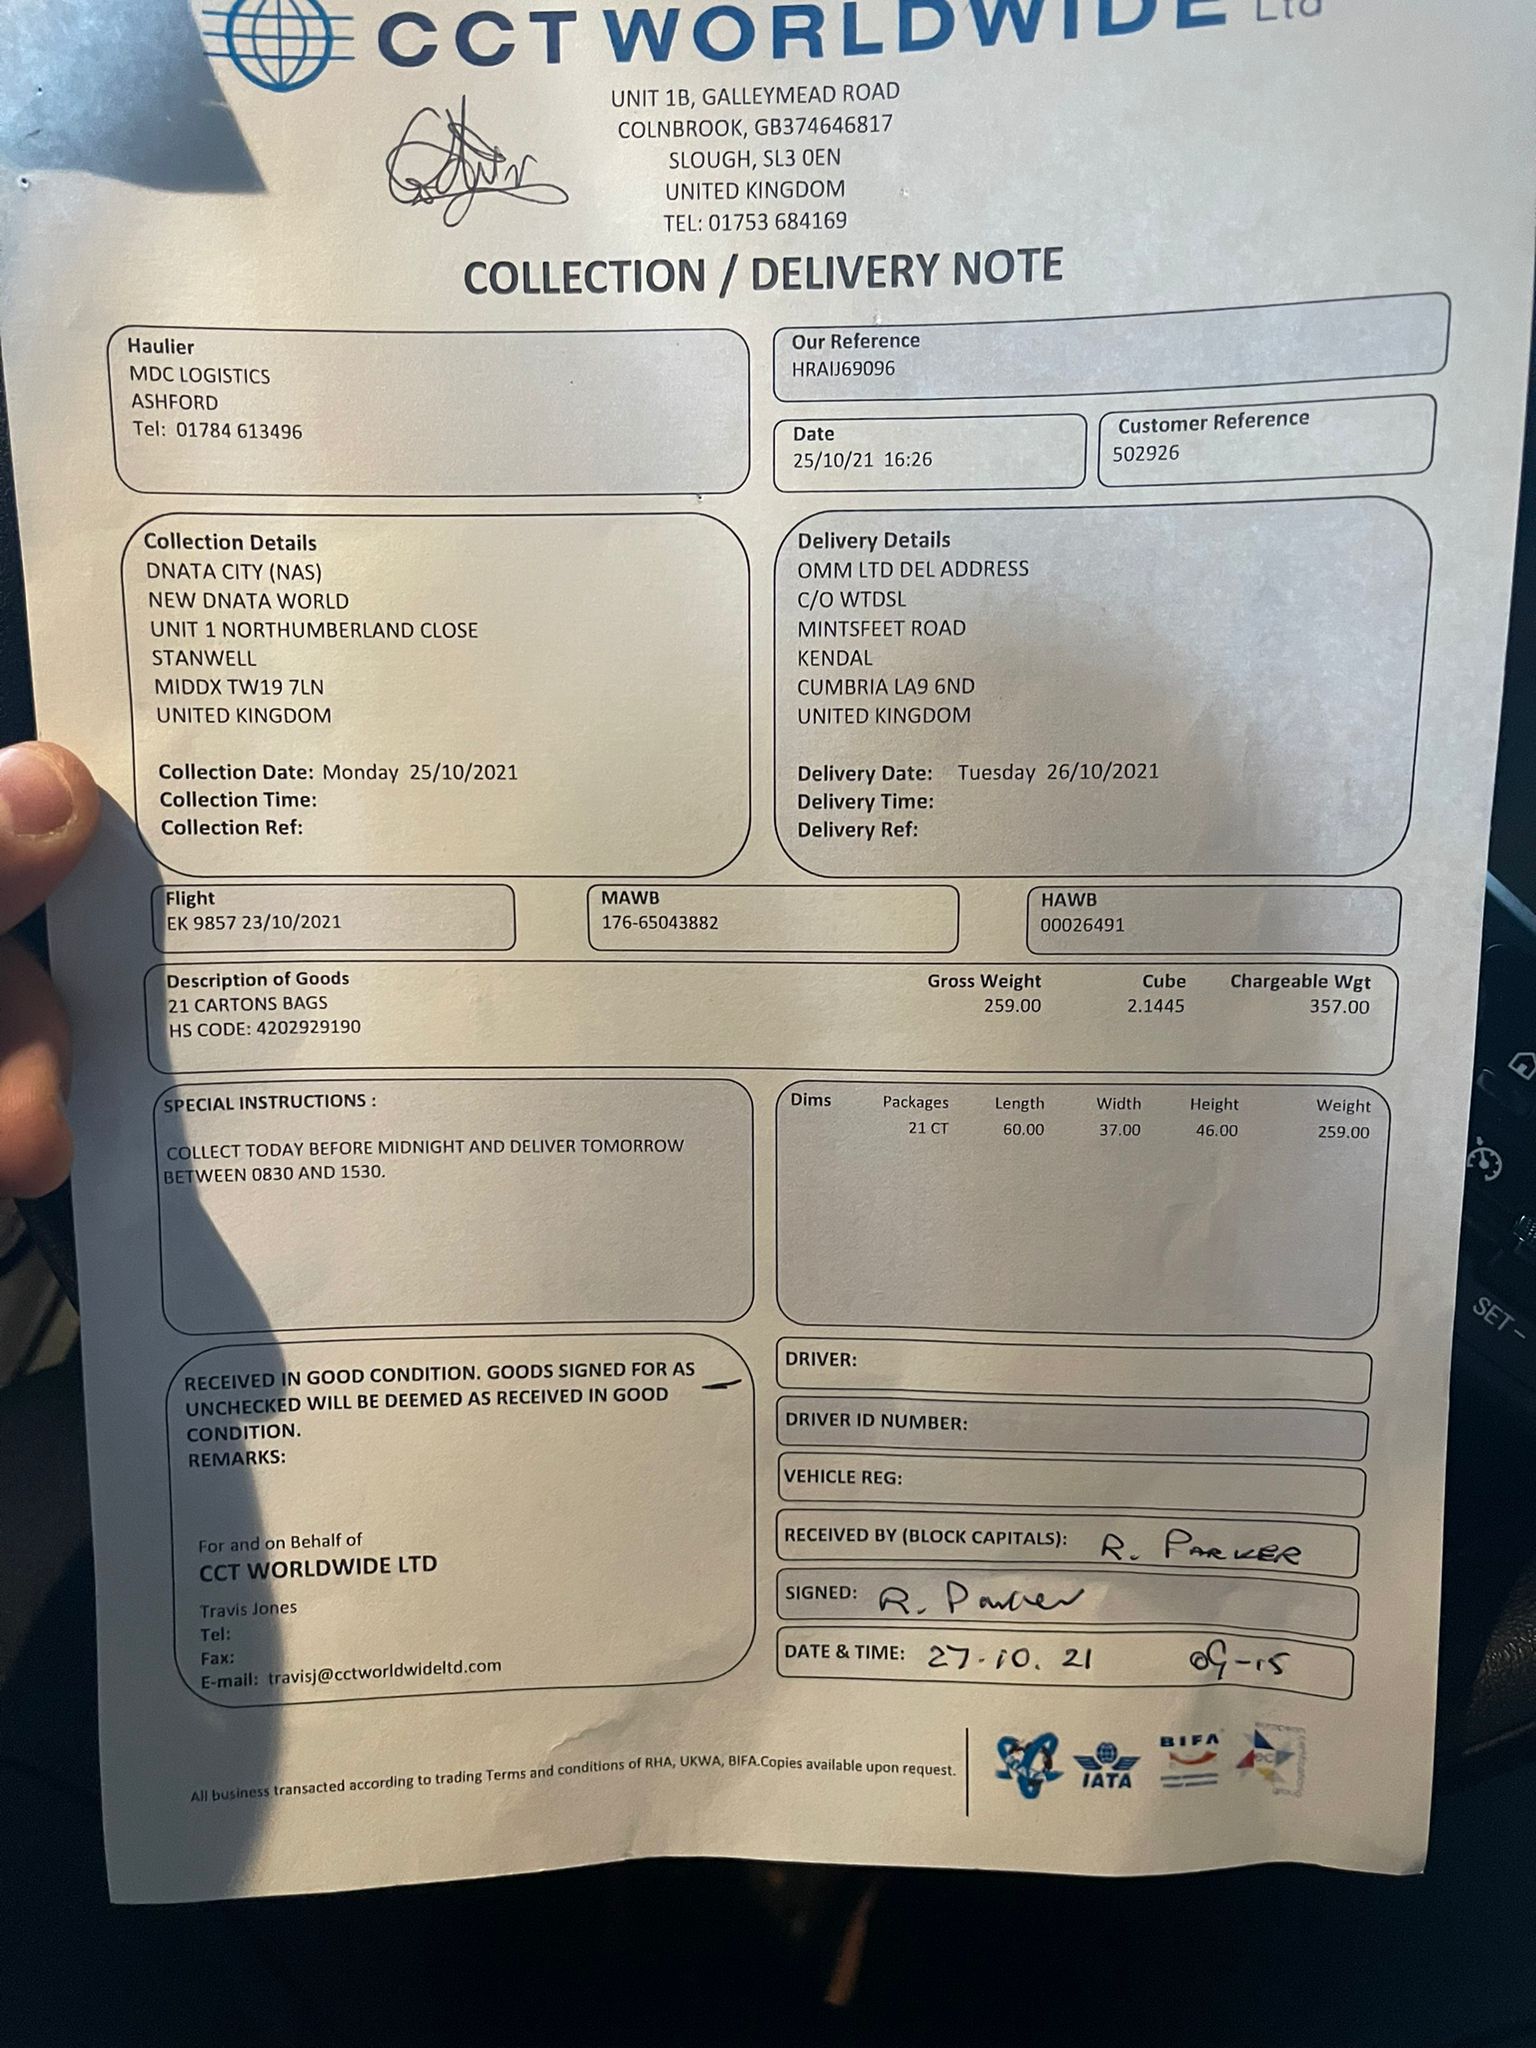 CCT WORLDWIDE Ltd
UNIT 1B, GALLEYMEAD ROAD
COLNBROOK, GB374646817
SLOUGH, SL3 0EN
UNITED KINGDOM
TEL: 01753 684169
COLLECTION / DELIVERY NOTE
Haulier
MDC LOGISTICS
ASHFORD
Tel: 01784 613496
Our Reference
HRAIJ69096
Date
25/10/21 16:26
Customer Reference
502926
Collection Details
DNATA CITY (NAS)
NEW DNATA WORLD
UNIT 1 NORTHUMBERLAND CLOSE
STANWELL
MIDDX TW19 7LN
UNITED KINGDOM
Collection Date: Monday 25/10/2021
Collection Time:
Collection Ref:
Delivery Details
OMM LTD DEL ADDRESS
C/O WTDSL
MINTSFEET ROAD
KENDAL
CUMBRIA LA9 6ND
UNITED KINGDOM
Delivery Date: Tuesday 26/10/2021
Delivery Time:
Delivery Ref:
Flight
EK 9857 23/10/2021
MAWB
176-65043882
HAWB
00026491
Description of Goods Gross Weight Cube Chargeable Wgt
21 CARTONS BAGS 259.00 2.1445 357.00
HS CODE: 4202929190
SPECIAL INSTRUCTIONS :
COLLECT TODAY BEFORE MIDNIGHT AND DELIVER TOMORROW
BETWEEN 0830 AND 1530.
Dims Packages Length Width Height Weight
21 CT 60.00 37.00 46.00 259.00
RECEIVED IN GOOD CONDITION. GOODS SIGNED FOR AS
UNCHECKED WILL BE DEEMED AS RECEIVED IN GOOD
CONDITION.
REMARKS:
For and on Behalf of
CCT WORLDWIDE LTD
Travis Jones
Tel:
Fax:
E-mail: travisj@cctworldwideltd.com
DRIVER:
DRIVER ID NUMBER:
VEHICLE REG:
RECEIVED BY (BLOCK CAPITALS): R. PARKER
SIGNED: R. Parker
DATE & TIME: 27.10.21 09-15
All business transacted according to trading Terms and conditions of RHA, UKWA, BIFA.Copies available upon request.
IATA
BIFA
SET -